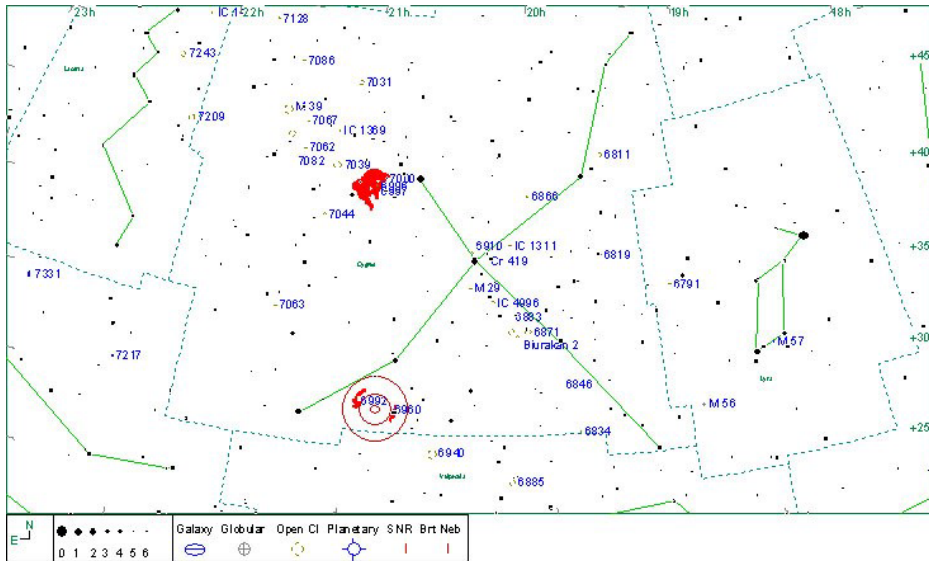 23h 22h 21h 20h 19h 18h
IC 1
7128
7243
+45
7086
7031
M 39
7067
7209
IC 1369
7062
6811
+40
7082
7039
7000
6996
6997
6866
7044
6910
IC 1311
+35
Cr 419
6819
Cygnus
7331
6791
M 29
IC 4996
7063
6883
6871
+30
Biurakan 2
M 57
7217
6846
Lyra
6992
6960
M 56
6834
+25
6940
Vulpecula
6885
N
E
Galaxy Globular Open Cl Planetary SNR Brt Neb
0 1 2 3 4 5 6